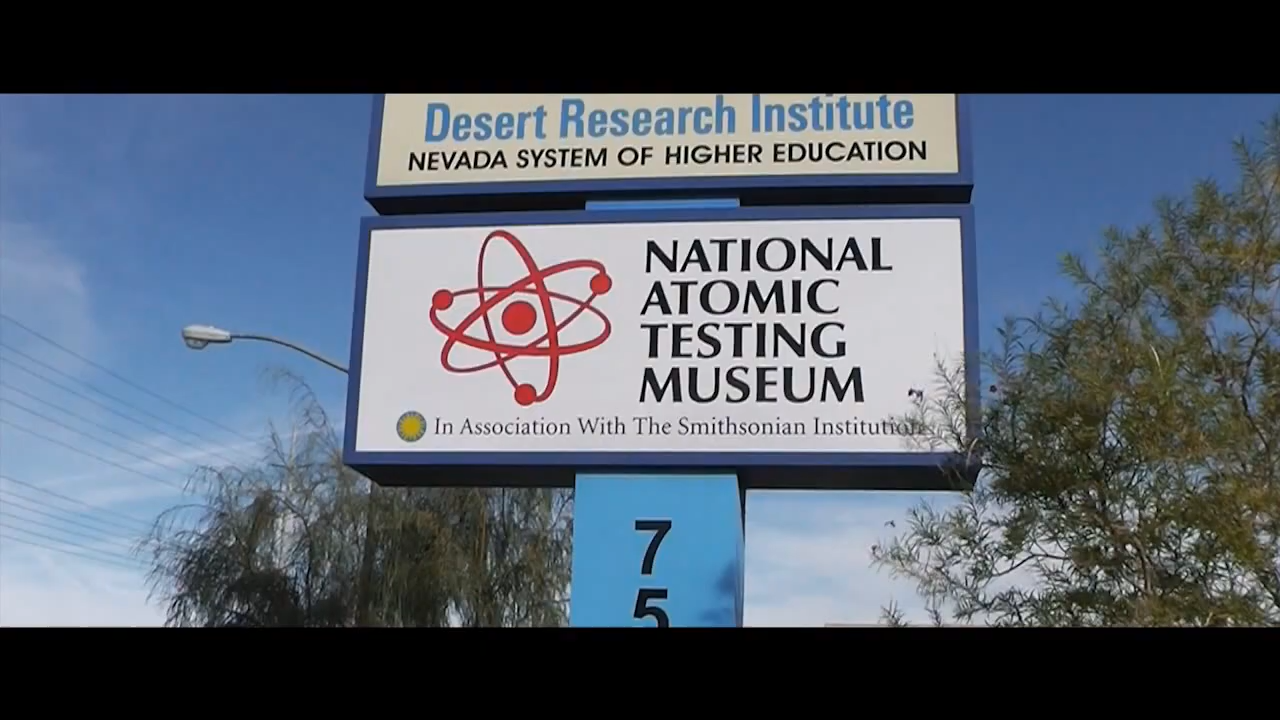 Desert Research Institute
NEVADA SYSTEM OF HIGHER EDUCATION
NATIONAL
ATOMIC
TESTING
MUSEUM
In Association With The Smithsonian Institution
7
5